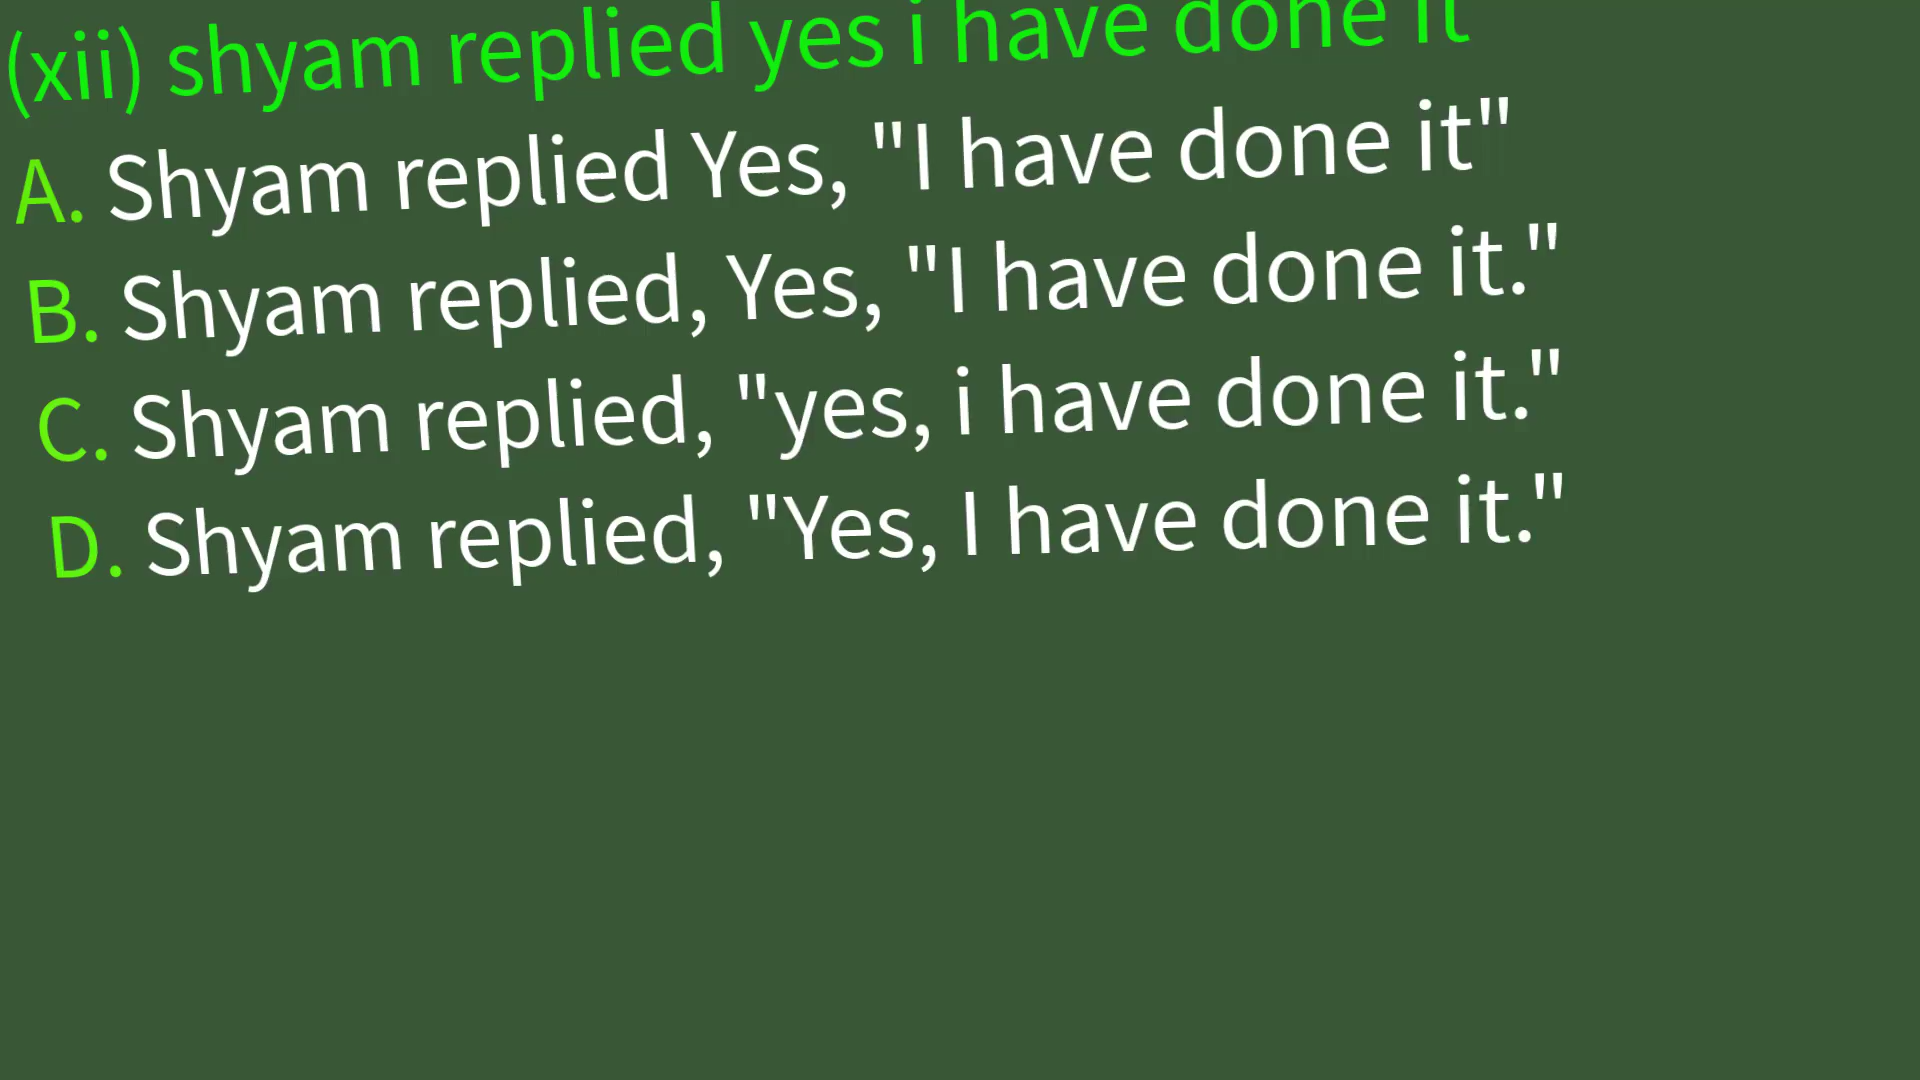 (xii) shyam replied yes i have done it
A. Shyam replied Yes, "I have done it"
B. Shyam replied, Yes, "I have done it."
C. Shyam replied, "yes, i have done it."
D. Shyam replied, "Yes, I have done it."